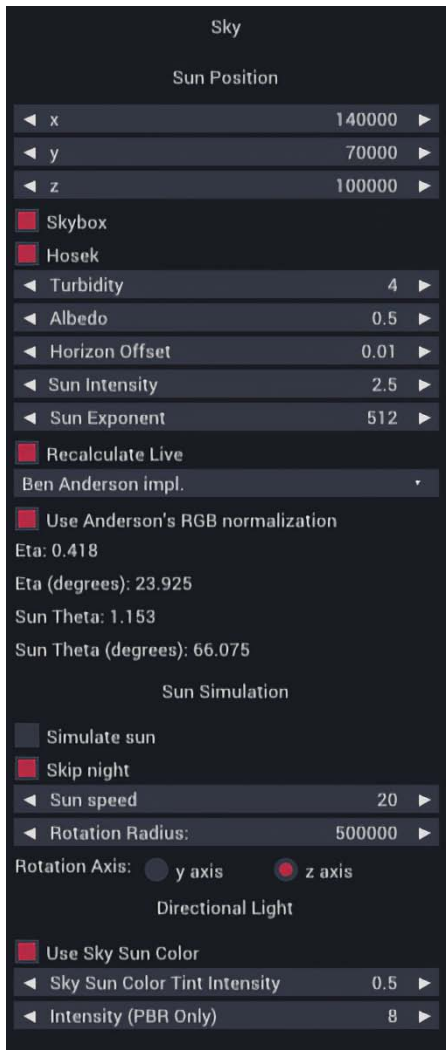 Sky
Sun Position
x 140000
y 70000
z 100000
Skybox
Hosek
Turbidity 4
Albedo 0.5
Horizon Offset 0.01
Sun Intensity 2.5
Sun Exponent 512
Recalculate Live
Ben Anderson impl.
Use Anderson's RGB normalization
Eta: 0.418
Eta (degrees): 23.925
Sun Theta: 1.153
Sun Theta (degrees): 66.075
Sun Simulation
Simulate sun
Skip night
Sun speed 20
Rotation Radius: 500000
Rotation Axis: y axis z axis
Directional Light
Use Sky Sun Color
Sky Sun Color Tint Intensity 0.5
Intensity (PBR Only) 8